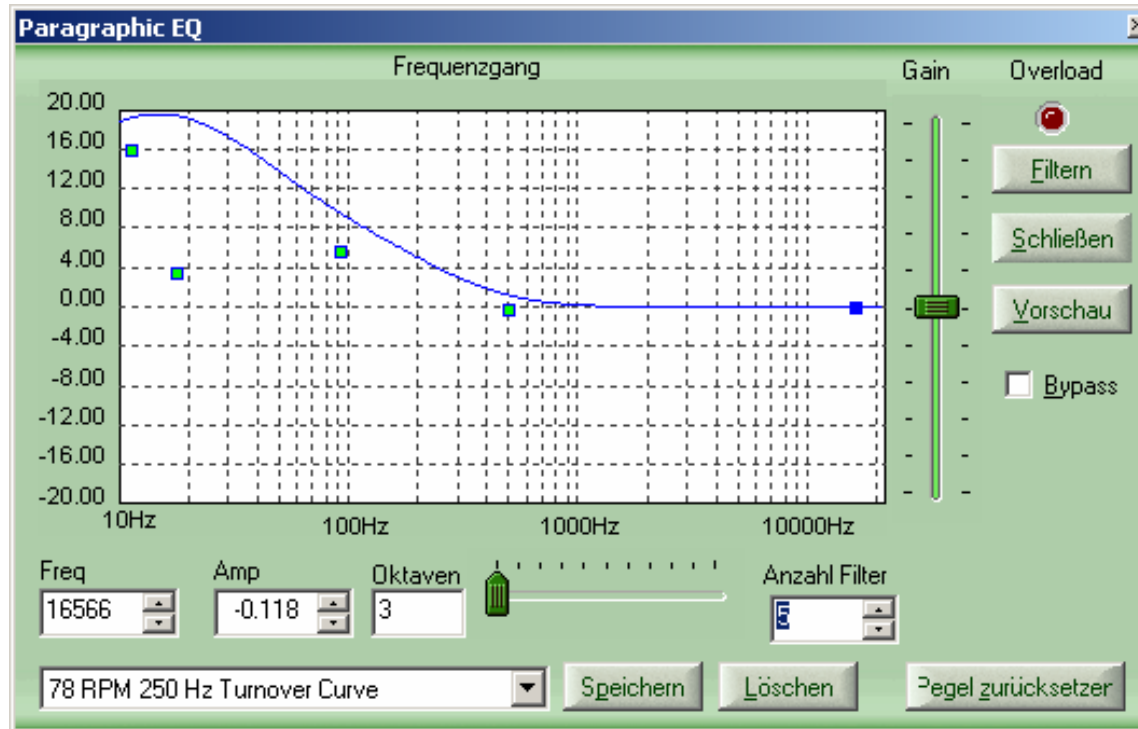 Paragraphic EQ
Frequenzgang
Gain
Overload
20.00
16.00
12.00
8.00
4.00
0.00
-4.00
-8.00
-12.00
-16.00
-20.00
10Hz
100Hz
1000Hz
10000Hz
Filtern
Schließen
Vorschau
Bypass
Freq
Amp
Oktaven
Anzahl Filter
16566
-0.118
3
5
78 RPM 250 Hz Turnover Curve
Speichern
Löschen
Pegel zurücksetzen